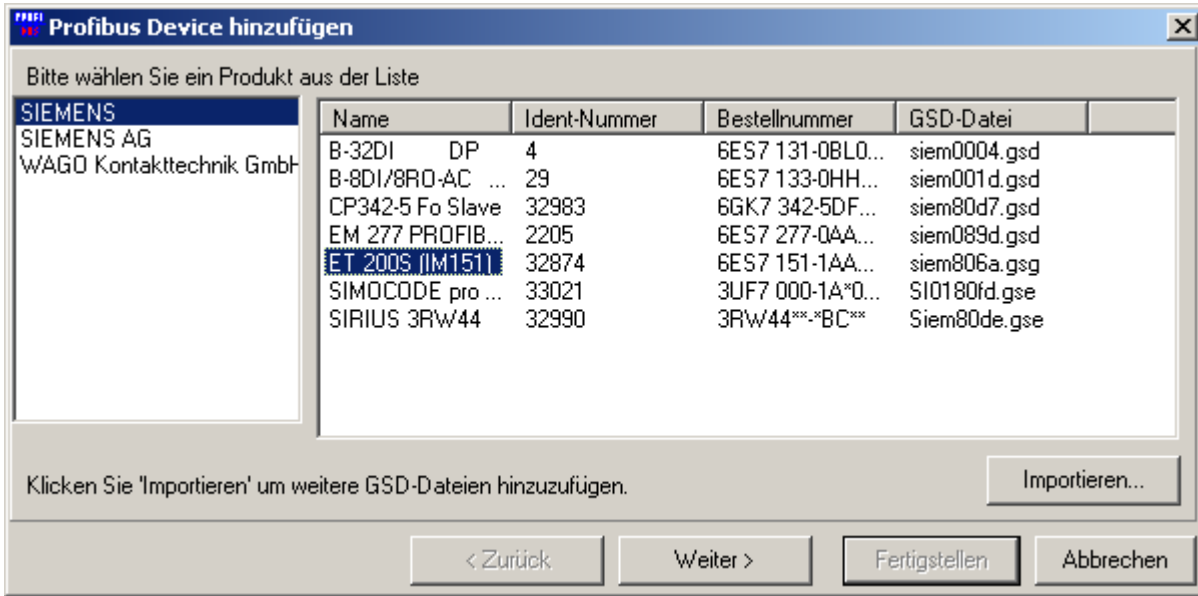 PROFI BUS Profibus Device hinzufügen
Bitte wählen Sie ein Produkt aus der Liste
SIEMENS
SIEMENS AG
WAGO Kontakttechnik GmbH
Name Ident-Nummer Bestellnummer GSD-Datei
B-32DI DP 4 6ES7 131-0BL0... siem0004.gsd
B-8DI/8RO-AC ... 29 6ES7 133-0HH... siem001d.gsd
CP342-5 Fo Slave 32983 6GK7 342-5DF... siem80d7.gsd
EM 277 PROFIB... 2205 6ES7 277-0AA... siem089d.gsd
ET 200S (IM151) 32874 6ES7 151-1AA... siem806a.gsg
SIMOCODE pro ... 33021 3UF7 000-1A*0... SI0180fd.gse
SIRIUS 3RW44 32990 3RW44**-*BC** Siem80de.gse
Klicken Sie 'Importieren' um weitere GSD-Dateien hinzuzufügen.
Importieren...
< Zurück Weiter > Fertigstellen Abbrechen